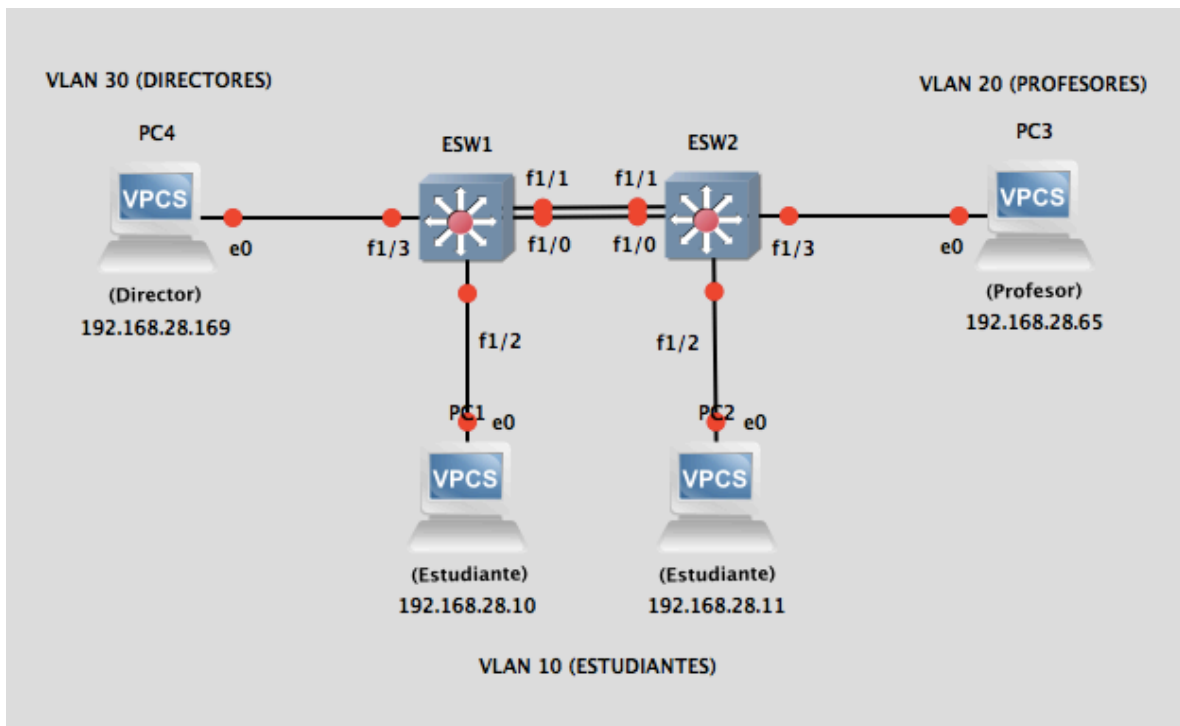 VLAN 30 (DIRECTORES)
VLAN 20 (PROFESORES)
PC4
ESW1
ESW2
PC3
VPCS
f1/1
f1/1
VPCS
e0
f1/3
f1/0
f1/0
f1/3
e0
(Director)
192.168.28.169
(Profesor)
192.168.28.65
f1/2
f1/2
PC1
e0
PC2
e0
VPCS
VPCS
(Estudiante)
192.168.28.10
(Estudiante)
192.168.28.11
VLAN 10 (ESTUDIANTES)